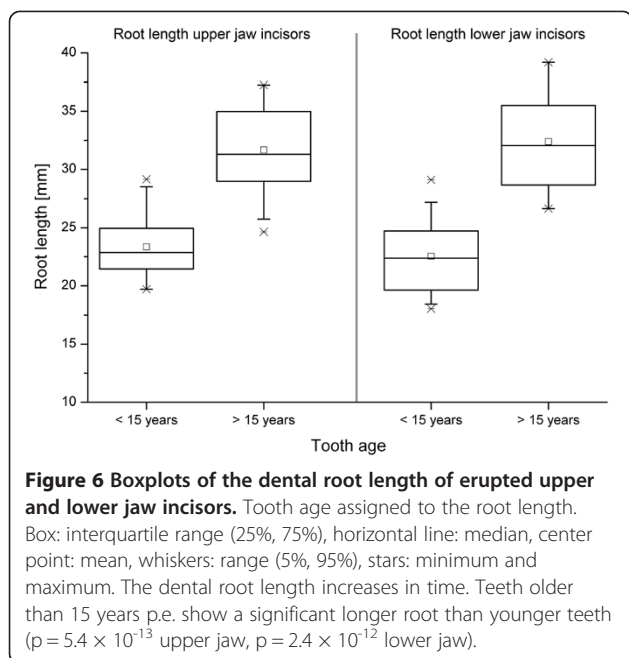 Root length upper jaw incisors
Root length lower jaw incisors
40
35
30
25
20
15
10
Root length [mm]
< 15 years
> 15 years
< 15 years
> 15 years
Tooth age
Figure 6 Boxplots of the dental root length of erupted upper
and lower jaw incisors. Tooth age assigned to the root length.
Box: interquartile range (25%, 75%), horizontal line: median, center
point: mean, whiskers: range (5%, 95%), stars: minimum and
maximum. The dental root length increases in time. Teeth older
than 15 years p.e. show a significant longer root than younger teeth
(p = 5.4 × 10⁻¹³ upper jaw, p = 2.4 × 10⁻¹² lower jaw).